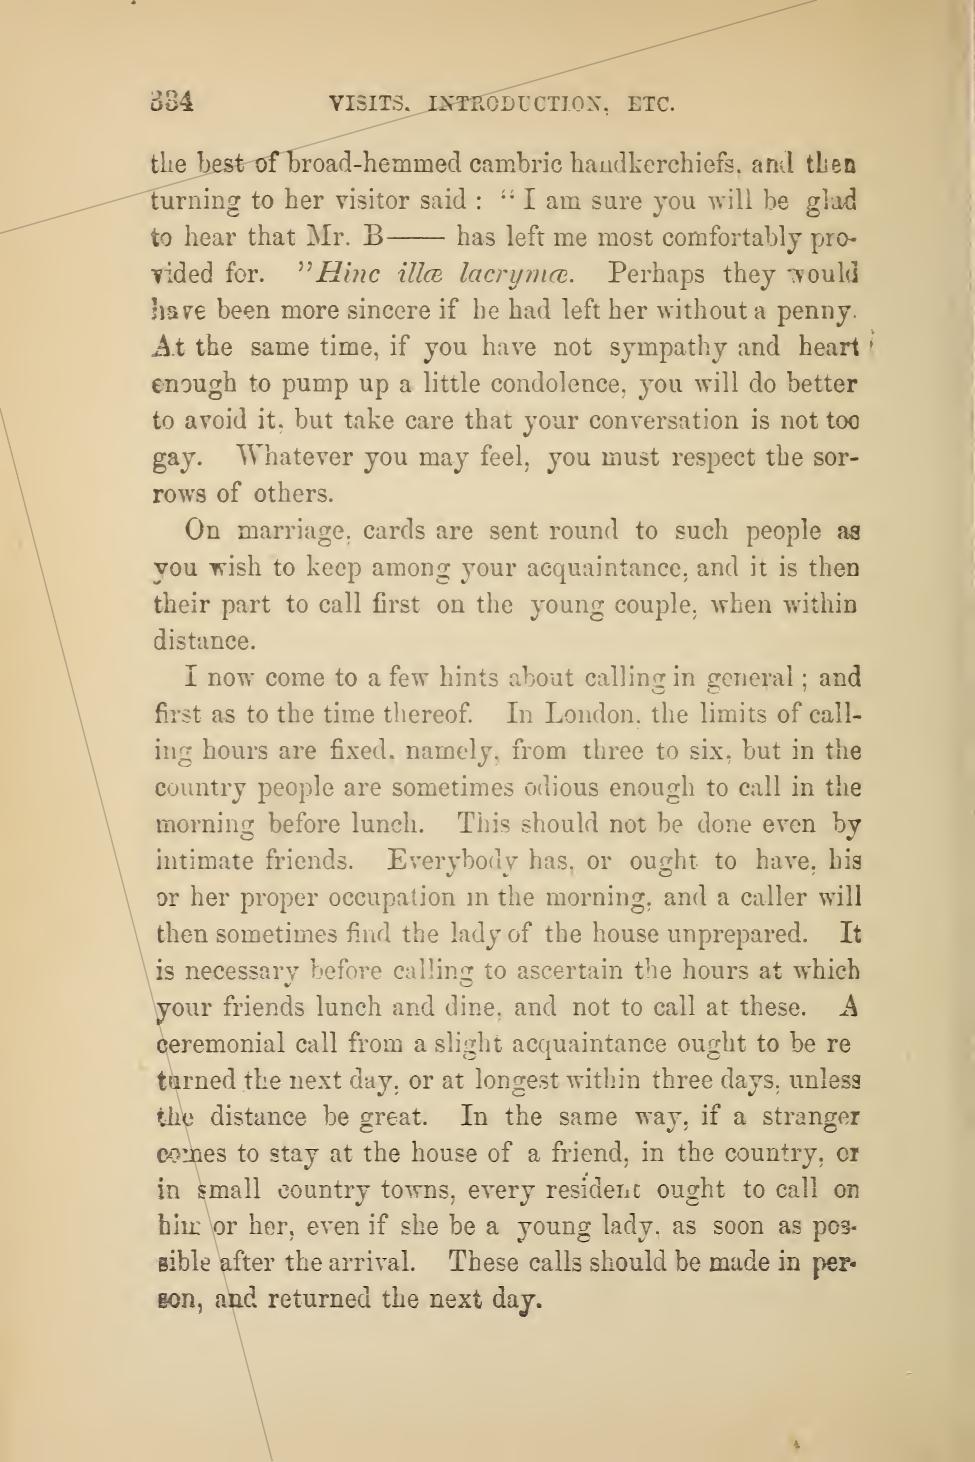 334 VISITS, INTRODUCTION, ETC.
the best of broad-hemmed cambric handkerchiefs, and then
turning to her visitor said : “ I am sure you will be glad
to hear that Mr. B—— has left me most comfortably pro-
vided for. ”Hinc illæ lacrymæ. Perhaps they would
have been more sincere if he had left her without a penny.
At the same time, if you have not sympathy and heart
enough to pump up a little condolence, you will do better
to avoid it, but take care that your conversation is not too
gay. Whatever you may feel, you must respect the sor-
rows of others.
On marriage, cards are sent round to such people as
you wish to keep among your acquaintance, and it is then
their part to call first on the young couple, when within
distance.
I now come to a few hints about calling in general ; and
first as to the time thereof. In London, the limits of call-
ing hours are fixed, namely, from three to six, but in the
country people are sometimes odious enough to call in the
morning before lunch. This should not be done even by
intimate friends. Everybody has, or ought to have, his
or her proper occupation in the morning, and a caller will
then sometimes find the lady of the house unprepared. It
is necessary before calling to ascertain the hours at which
your friends lunch and dine, and not to call at these. A
ceremonial call from a slight acquaintance ought to be re
turned the next day, or at longest within three days, unless
the distance be great. In the same way, if a stranger
comes to stay at the house of a friend, in the country, or
in small country towns, every resident ought to call on
him or her, even if she be a young lady, as soon as pos-
sible after the arrival. These calls should be made in per-
son, and returned the next day.